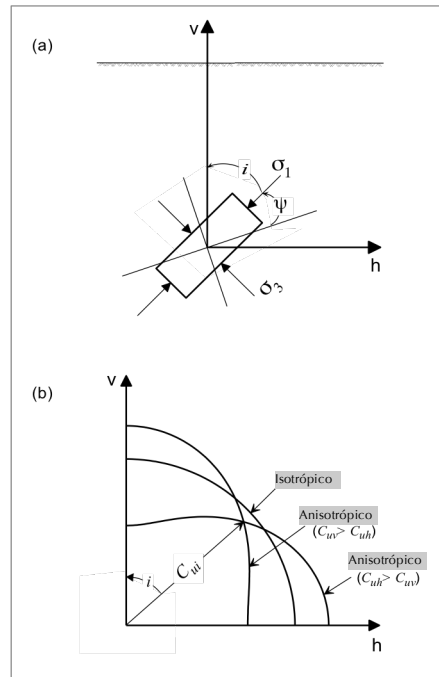 (a)
v
i
σ1
ψ
h
σ3
(b)
v
Isotrópico
Anisotrópico
(Cuv> Cuh)
Anisotrópico
(Cuh> Cuv)
Cui
i
h